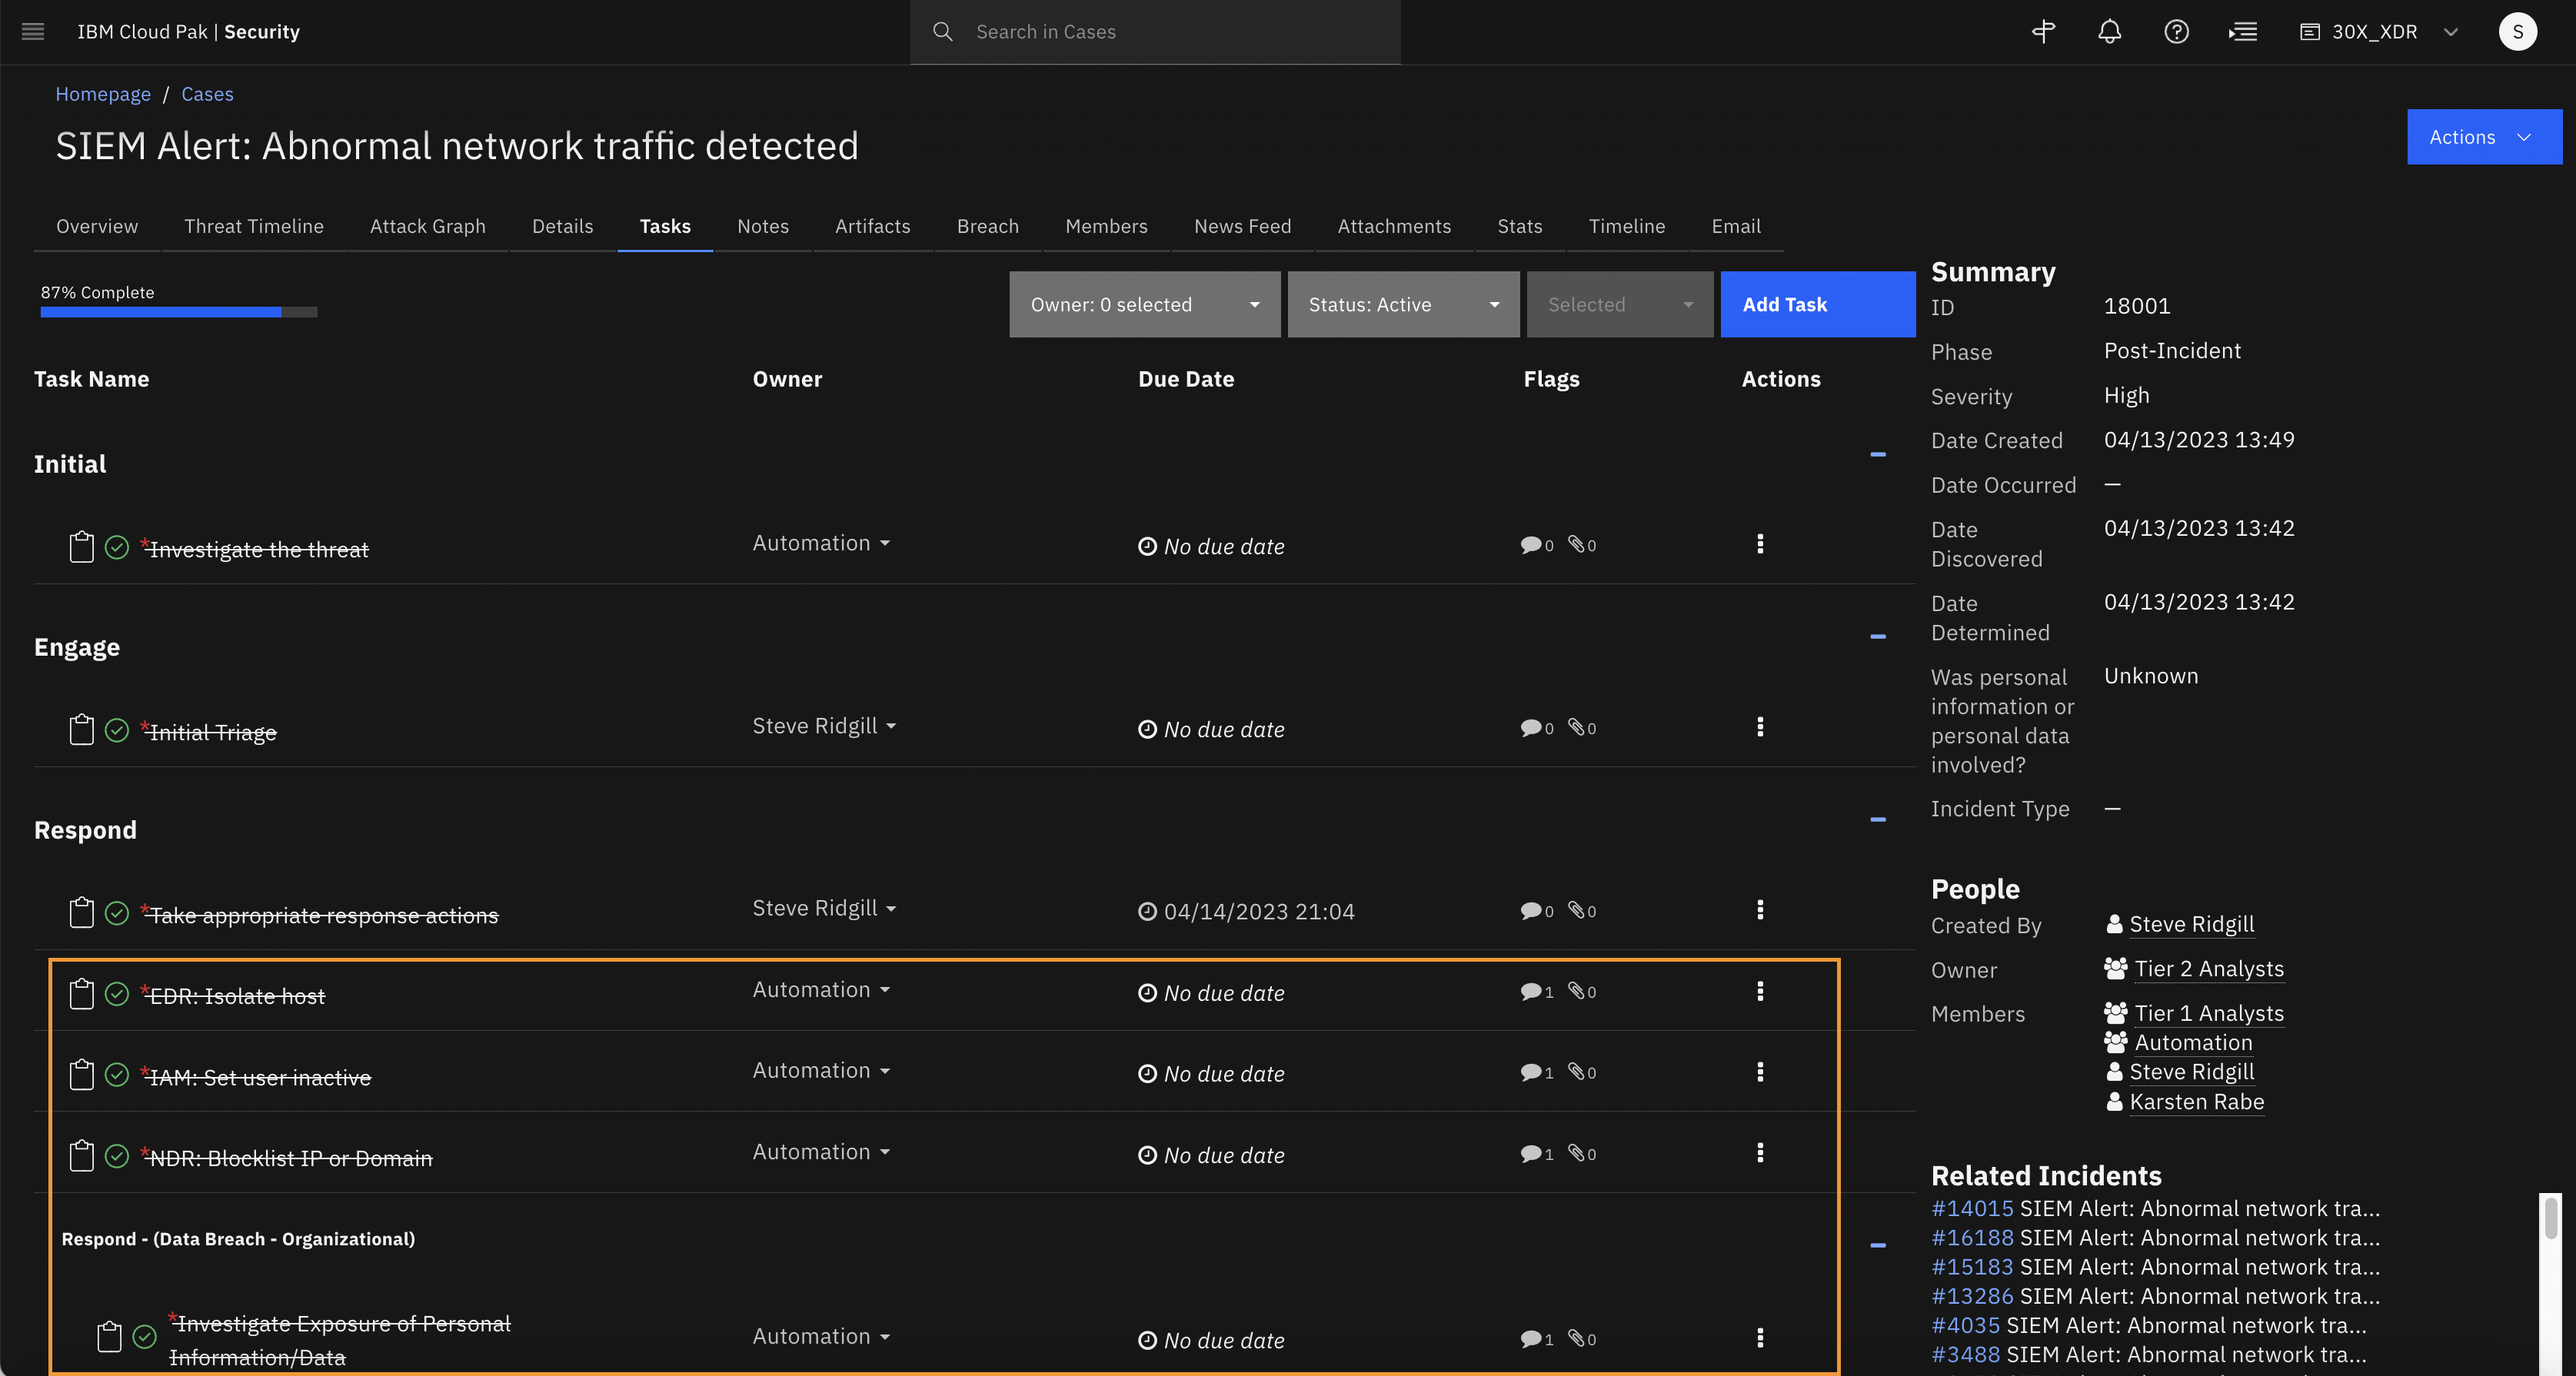 IBM Cloud Pak | Security
Search in Cases
30X_XDR
S
Homepage / Cases
SIEM Alert: Abnormal network traffic detected
Actions
Overview Threat Timeline Attack Graph Details Tasks Notes Artifacts Breach Members News Feed Attachments Stats Timeline Email
87% Complete
Owner: 0 selected Status: Active Selected Add Task
Task Name Owner Due Date Flags Actions
Initial
*Investigate the threat Automation No due date 0 0
Engage
*Initial Triage Steve Ridgill No due date 0 0
Respond
*Take appropriate response actions Steve Ridgill 04/14/2023 21:04 0 0
*EDR: Isolate host Automation No due date 1 0
*IAM: Set user inactive Automation No due date 1 0
*NDR: Blocklist IP or Domain Automation No due date 1 0
Respond - (Data Breach - Organizational)
*Investigate Exposure of Personal
Information/Data Automation No due date 1 0
Summary
ID 18001
Phase Post-Incident
Severity High
Date Created 04/13/2023 13:49
Date Occurred —
Date 04/13/2023 13:42
Discovered
Date 04/13/2023 13:42
Determined
Was personal Unknown
information or
personal data
involved?
Incident Type —
People
Created By Steve Ridgill
Owner Tier 2 Analysts
Members Tier 1 Analysts
Automation
Steve Ridgill
Karsten Rabe
Related Incidents
#14015 SIEM Alert: Abnormal network tra...
#16188 SIEM Alert: Abnormal network tra...
#15183 SIEM Alert: Abnormal network tra...
#13286 SIEM Alert: Abnormal network tra...
#4035 SIEM Alert: Abnormal network tra...
#3488 SIEM Alert: Abnormal network tra...